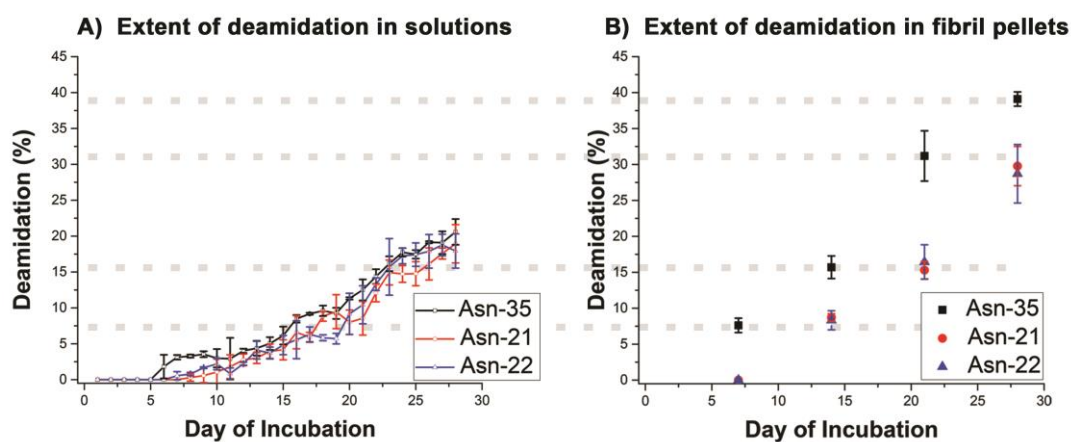 A) Extent of deamidation in solutions
45
40
35
30
25
20
15
10
5
0
Deamidation (%)
0 5 10 15 20 25 30
Day of Incubation
Asn-35
Asn-21
Asn-22
B) Extent of deamidation in fibril pellets
45
40
35
30
25
20
15
10
5
0
Deamidation (%)
0 5 10 15 20 25 30
Day of Incubation
Asn-35
Asn-21
Asn-22